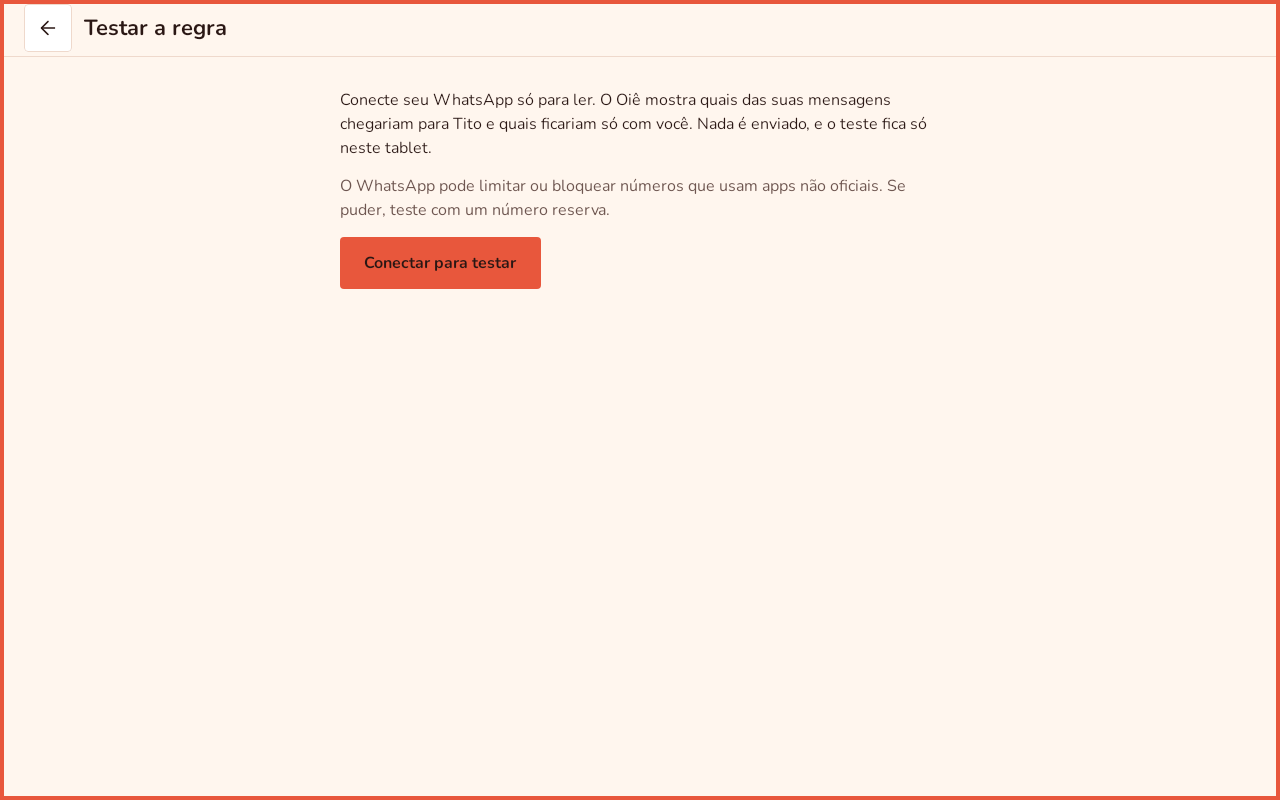 Testar a regra
Conecte seu WhatsApp só para ler. O Oiê mostra quais das suas mensagens
chegariam para Tito e quais ficariam só com você. Nada é enviado, e o teste fica só
neste tablet.
O WhatsApp pode limitar ou bloquear números que usam apps não oficiais. Se
puder, teste com um número reserva.
Conectar para testar